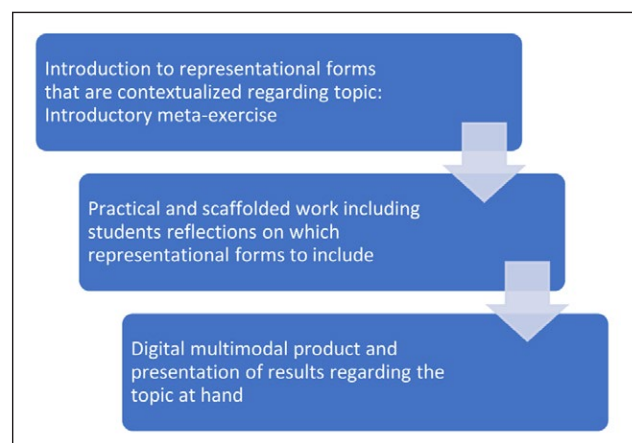 Introduction to representational forms
that are contextualized regarding topic:
Introductory meta-exercise
Practical and scaffolded work including
students reflections on which
representational forms to include
Digital multimodal product and
presentation of results regarding the
topic at hand